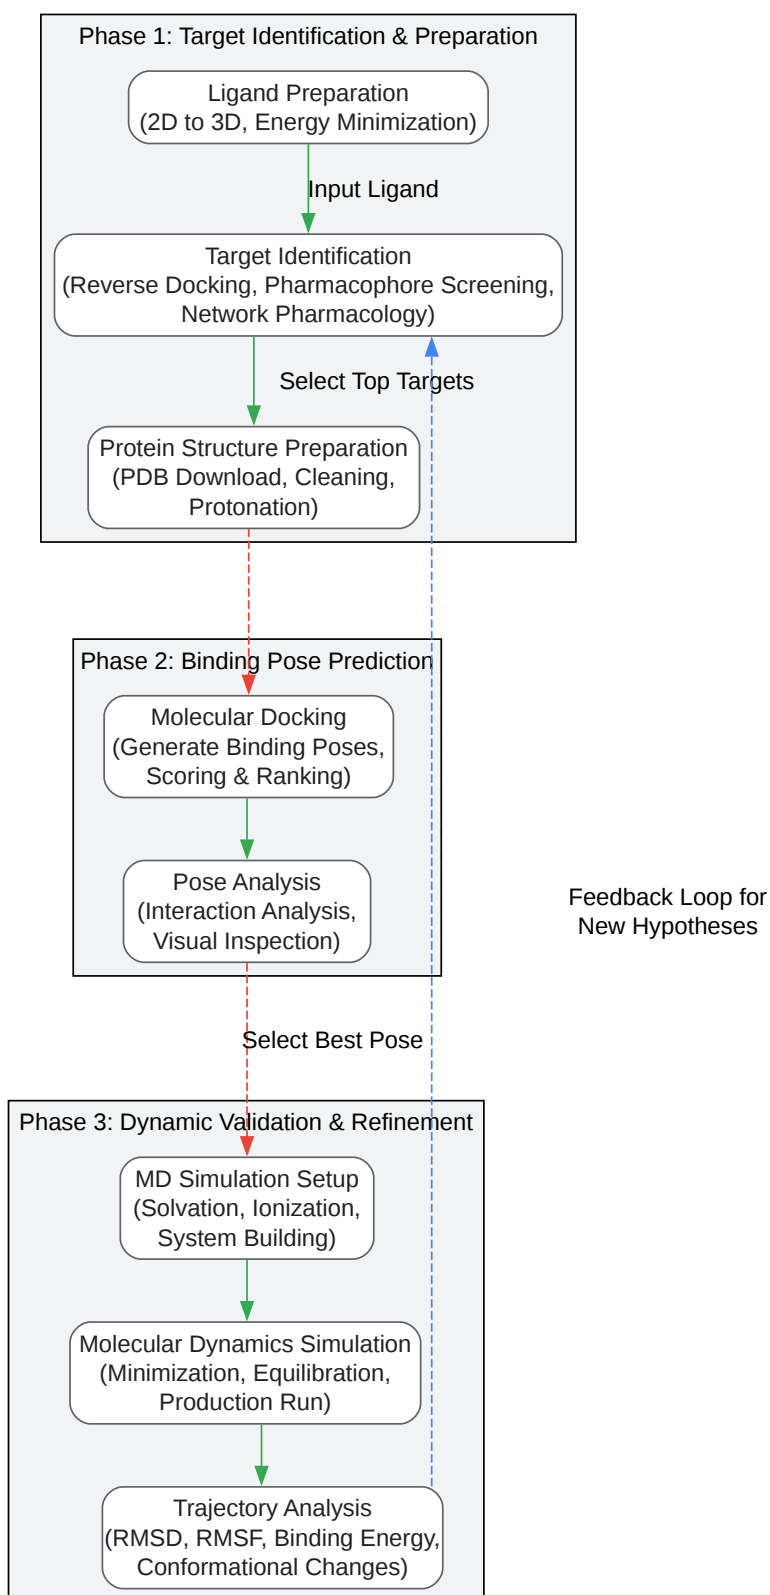 Phase 1: Target Identification & Preparation
Ligand Preparation
(2D to 3D, Energy Minimization)
Input Ligand
Target Identification
(Reverse Docking, Pharmacophore Screening,
Network Pharmacology)
Select Top Targets
Protein Structure Preparation
(PDB Download, Cleaning,
Protonation)
Phase 2: Binding Pose Prediction
Molecular Docking
(Generate Binding Poses,
Scoring & Ranking)
Pose Analysis
(Interaction Analysis,
Visual Inspection)
Feedback Loop for
New Hypotheses
Select Best Pose
Phase 3: Dynamic Validation & Refinement
MD Simulation Setup
(Solvation, Ionization,
System Building)
Molecular Dynamics Simulation
(Minimization, Equilibration,
Production Run)
Trajectory Analysis
(RMSD, RMSF, Binding Energy,
Conformational Changes)